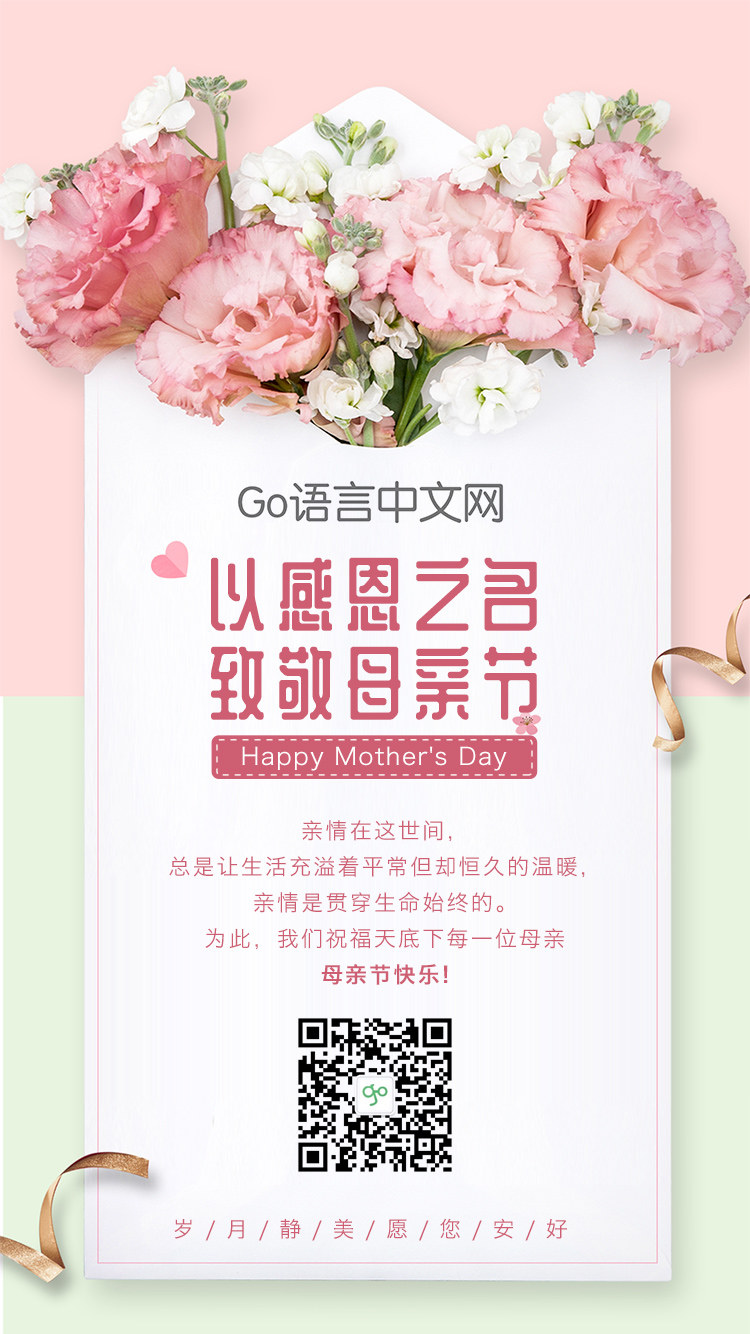 Go语言中文网
以感恩之名
致敬母亲节
Happy Mother's Day
亲情在这世间，
总是让生活充溢着平常但却恒久的温暖，
亲情是贯穿生命始终的。
为此，我们祝福天底下每一位母亲
母亲节快乐!
go
岁/月/静/美/愿/您/安/好